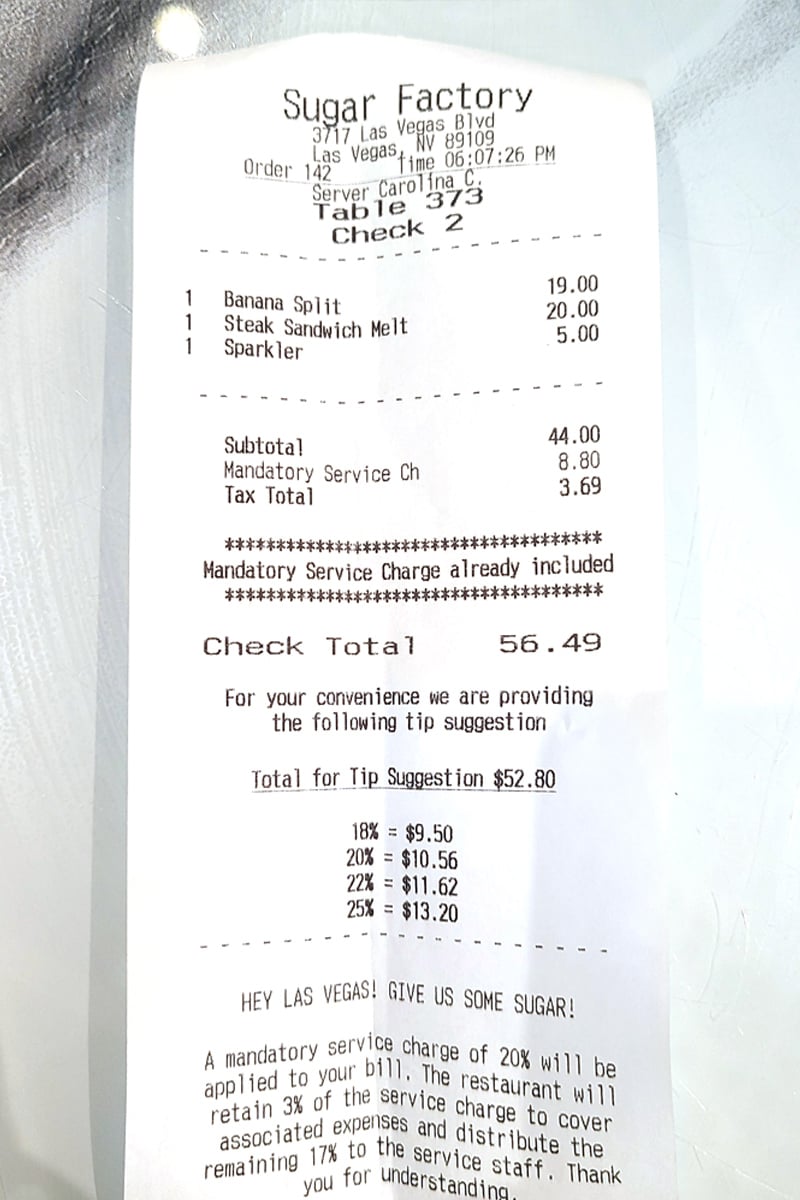 Sugar Factory
3717 Las Vegas Blvd
Las Vegas, NV 89109
Order 142 Time 06:07:26 PM
Server Carolina C.
Table 373
Check 2
1 Banana Split 19.00
1 Steak Sandwich Melt 20.00
1 Sparkler 5.00
Subtotal 44.00
Mandatory Service Ch 8.80
Tax Total 3.69
*************************************
Mandatory Service Charge already included
*************************************
Check Total 56.49
For your convenience we are providing
the following tip suggestion
Total for Tip Suggestion $52.80
18% = $9.50
20% = $10.56
22% = $11.62
25% = $13.20
HEY LAS VEGAS! GIVE US SOME SUGAR!
A mandatory service charge of 20% will be
applied to your bill. The restaurant will
retain 3% of the service charge to cover
associated expenses and distribute the
remaining 17% to the service staff. Thank
you for understanding.